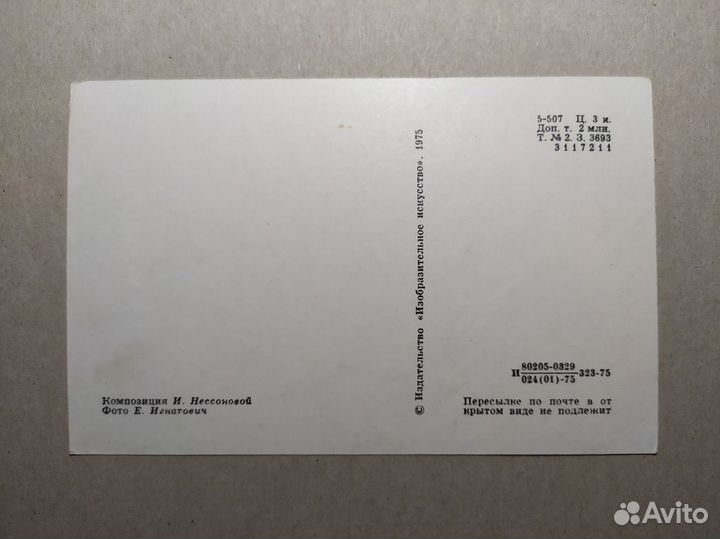 5-507 Ц. 3 к.
Доп. т. 2 млн.
Т. № 2. З. 3693
3117211
© Издательство «Изобразительное искусство». 1975
80205-0329
И 323-75
024(01)-75
Композиция И. Нессоновой
Фото Е. Игнатович
Пересылке по почте в от
крытом виде не подлежит
Avito